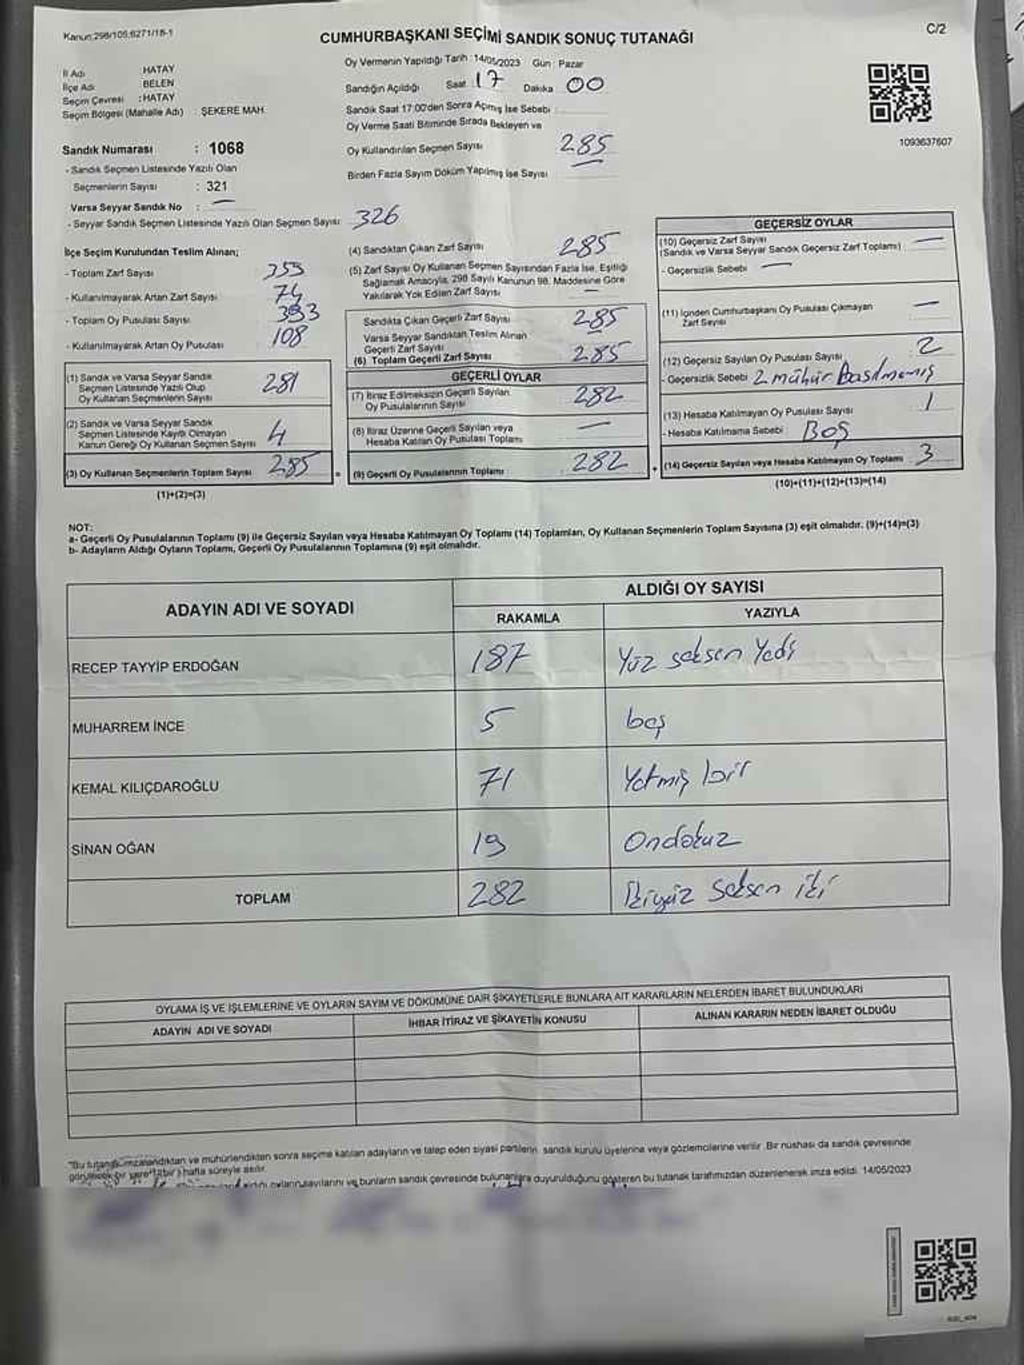 Kanun:298/105;6271/18-1
C/2
CUMHURBAŞKANI SEÇİMİ SANDIK SONUÇ TUTANAĞI
İl Adı HATAY
İlçe Adı BELEN
Seçim Çevresi :HATAY
Seçim Bölgesi (Mahalle Adı) : ŞEKERE MAH.
Oy Vermenin Yapıldığı Tarih :14/05/2023 Gün : Pazar
Sandığın Açıldığı Saat :17 Dakika 00
Sandık Saat 17:00'den Sonra Açmış İse Sebebi :
Oy Verme Saati Bitiminde Sırada Bekleyen ve
Oy Kullandırılan Seçmen Sayısı 285
Birden Fazla Sayım Döküm Yapılmış İse Sayısı
1093637607
Sandık Numarası : 1068
- Sandık Seçmen Listesinde Yazılı Olan
Seçmenlerin Sayısı : 321
Varsa Seyyar Sandık No : —
- Seyyar Sandık Seçmen Listesinde Yazılı Olan Seçmen Sayısı: 326
İlçe Seçim Kurulundan Teslim Alınan;
- Toplam Zarf Sayısı 353
- Kullanılmayarak Artan Zarf Sayısı 74
- Toplam Oy Pusulası Sayısı 393
- Kullanılmayarak Artan Oy Pusulası 108
(1) Sandık ve Varsa Seyyar Sandık
Seçmen Listesinde Yazılı Olup
Oy Kullanan Seçmenlerin Sayısı 281
(2) Sandık ve Varsa Seyyar Sandık
Seçmen Listesinde Kayıtlı Olmayan
Kanun Gereği Oy Kullanan Seçmen Sayısı 4
(3) Oy Kullanan Seçmenlerin Toplam Sayısı 285
(1)+(2)=(3)
(4) Sandıktan Çıkan Zarf Sayısı 285
(5) Zarf Sayısı Oy Kullanan Seçmen Sayısından Fazla İse, Eşitliği
Sağlamak Amacıyla, 298 Sayılı Kanunun 98. Maddesine Göre
Yakılarak Yok Edilen Zarf Sayısı —
Sandıkta Çıkan Geçerli Zarf Sayısı 285
Varsa Seyyar Sandıktan Teslim Alınan
Geçerli Zarf Sayısı
(6) Toplam Geçerli Zarf Sayısı 285
GEÇERLİ OYLAR
(7) İtiraz Edilmeksizin Geçerli Sayılan
Oy Pusulalarının Sayısı 282
(8) İtiraz Üzerine Geçerli Sayılan veya
Hesaba Katılan Oy Pusulası Toplamı —
= (9) Geçerli Oy Pusulalarının Toplamı 282
GEÇERSİZ OYLAR
(10) Geçersiz Zarf Sayısı
(Sandık ve Varsa Seyyar Sandık Geçersiz Zarf Toplamı) —
- Geçersizlik Sebebi —
(11) İçinden Cumhurbaşkanı Oy Pusulası Çıkmayan
Zarf Sayısı —
(12) Geçersiz Sayılan Oy Pusulası Sayısı 2
- Geçersizlik Sebebi 2 mühür Basılmamış
(13) Hesaba Katılmayan Oy Pusulası Sayısı 1
- Hesaba Katılmama Sebebi : BOŞ
+ (14) Geçersiz Sayılan veya Hesaba Katılmayan Oy Toplamı 3
(10)+(11)+(12)+(13)=(14)
NOT:
a- Geçerli Oy Pusulalarının Toplamı (9) ile Geçersiz Sayılan veya Hesaba Katılmayan Oy Toplamı (14) Toplamları, Oy Kullanan Seçmenlerin Toplam Sayısına (3) eşit olmalıdır. (9)+(14)=(3)
b- Adayların Aldığı Oyların Toplamı, Geçerli Oy Pusulalarının Toplamına (9) eşit olmalıdır.
ADAYIN ADI VE SOYADI
ALDIĞI OY SAYISI
RAKAMLA YAZIYLA
RECEP TAYYİP ERDOĞAN 187 Yüz seksen Yedi
MUHARREM İNCE 5 beş
KEMAL KILIÇDAROĞLU 71 Yetmiş bir
SİNAN OĞAN 19 Ondokuz
TOPLAM 282 İkiyüz Seksen iki
OYLAMA İŞ VE İŞLEMLERİNE VE OYLARIN SAYIM VE DÖKÜMÜNE DAİR ŞİKAYETLERLE BUNLARA AİT KARARLARIN NELERDEN İBARET BULUNDUKLARI
ADAYIN ADI VE SOYADI İHBAR İTİRAZ VE ŞİKAYETİN KONUSU ALINAN KARARIN NEDEN İBARET OLDUĞU
"Bu tutanak imzalandıktan ve mühürlendikten sonra seçime katılan adayların ve talep eden siyasi partilerin, sandık kurulu üyelerine veya gözlemcilerine verilir. Bir nüshası da sandık çevresinde
görülecek bir yere (bir) hafta süreyle asılır.
oyların sayılarını ve bunların sandık çevresinde bulunanlara duyurulduğunu gösteren bu tutanak tarafımızdan düzenlenerek imza edildi. 14/05/2023